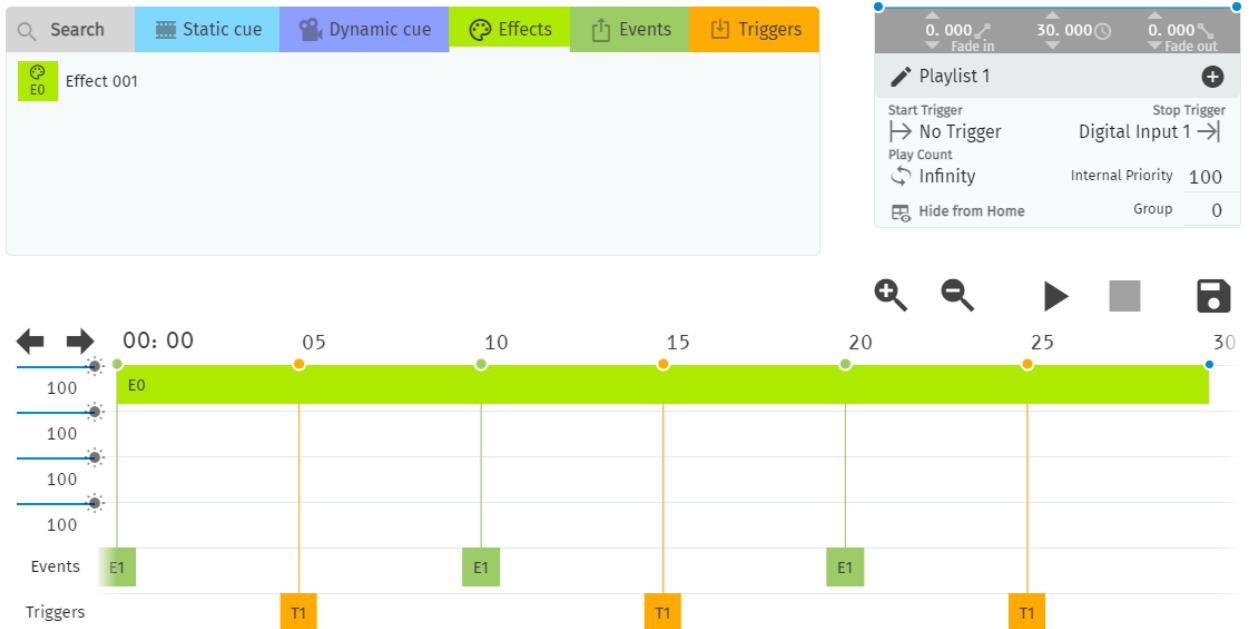 Search Static cue Dynamic cue Effects Events Triggers
E0 Effect 001
0. 000 30. 000 0. 000
Fade in Fade out
Playlist 1
Start Trigger Stop Trigger
No Trigger Digital Input 1
Play Count
Infinity Internal Priority 100
Hide from Home Group 0
00: 00 05 10 15 20 25 30
100 E0
100
100
100
Events E1 E1 E1
Triggers T1 T1 T1